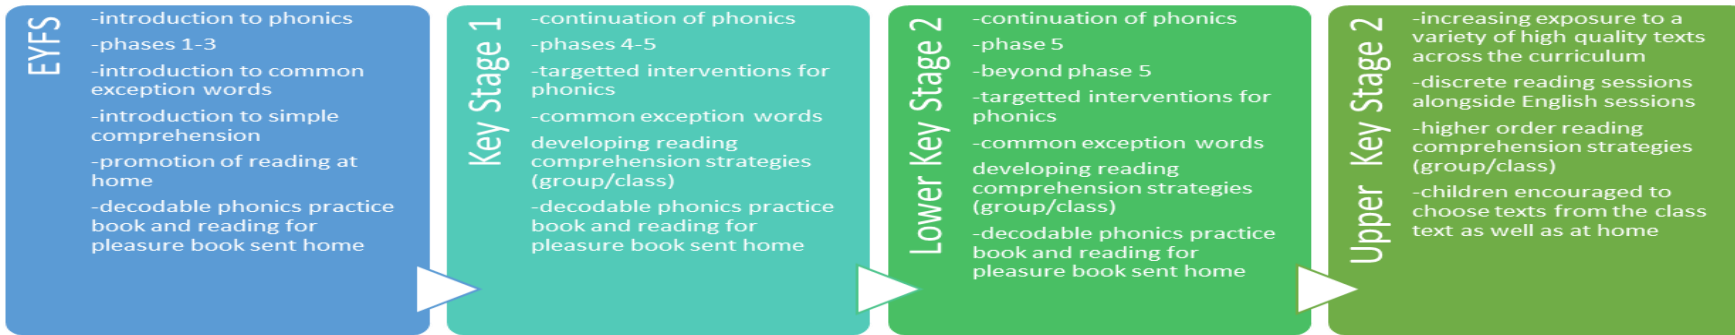 EYFS
-introduction to phonics
-phases 1-3
-introduction to common
exception words
-introduction to simple
comprehension
-promotion of reading at
home
-decodable phonics practice
book and reading for
pleasure book sent home
Key Stage 1
-continuation of phonics
-phases 4-5
-targetted interventions for
phonics
-common exception words
developing reading
comprehension strategies
(group/class)
-decodable phonics practice
book and reading for
pleasure book sent home
Lower Key Stage 2
-continuation of phonics
-phase 5
-beyond phase 5
-targetted interventions for
phonics
-common exception words
developing reading
comprehension strategies
(group/class)
-decodable phonics practice
book and reading for
pleasure book sent home
Upper Key Stage 2
-increasing exposure to a
variety of high quality texts
across the curriculum
-discrete reading sessions
alongside English sessions
-higher order reading
comprehension strategies
(group/class)
-children encouraged to
choose texts from the class
text as well as at home